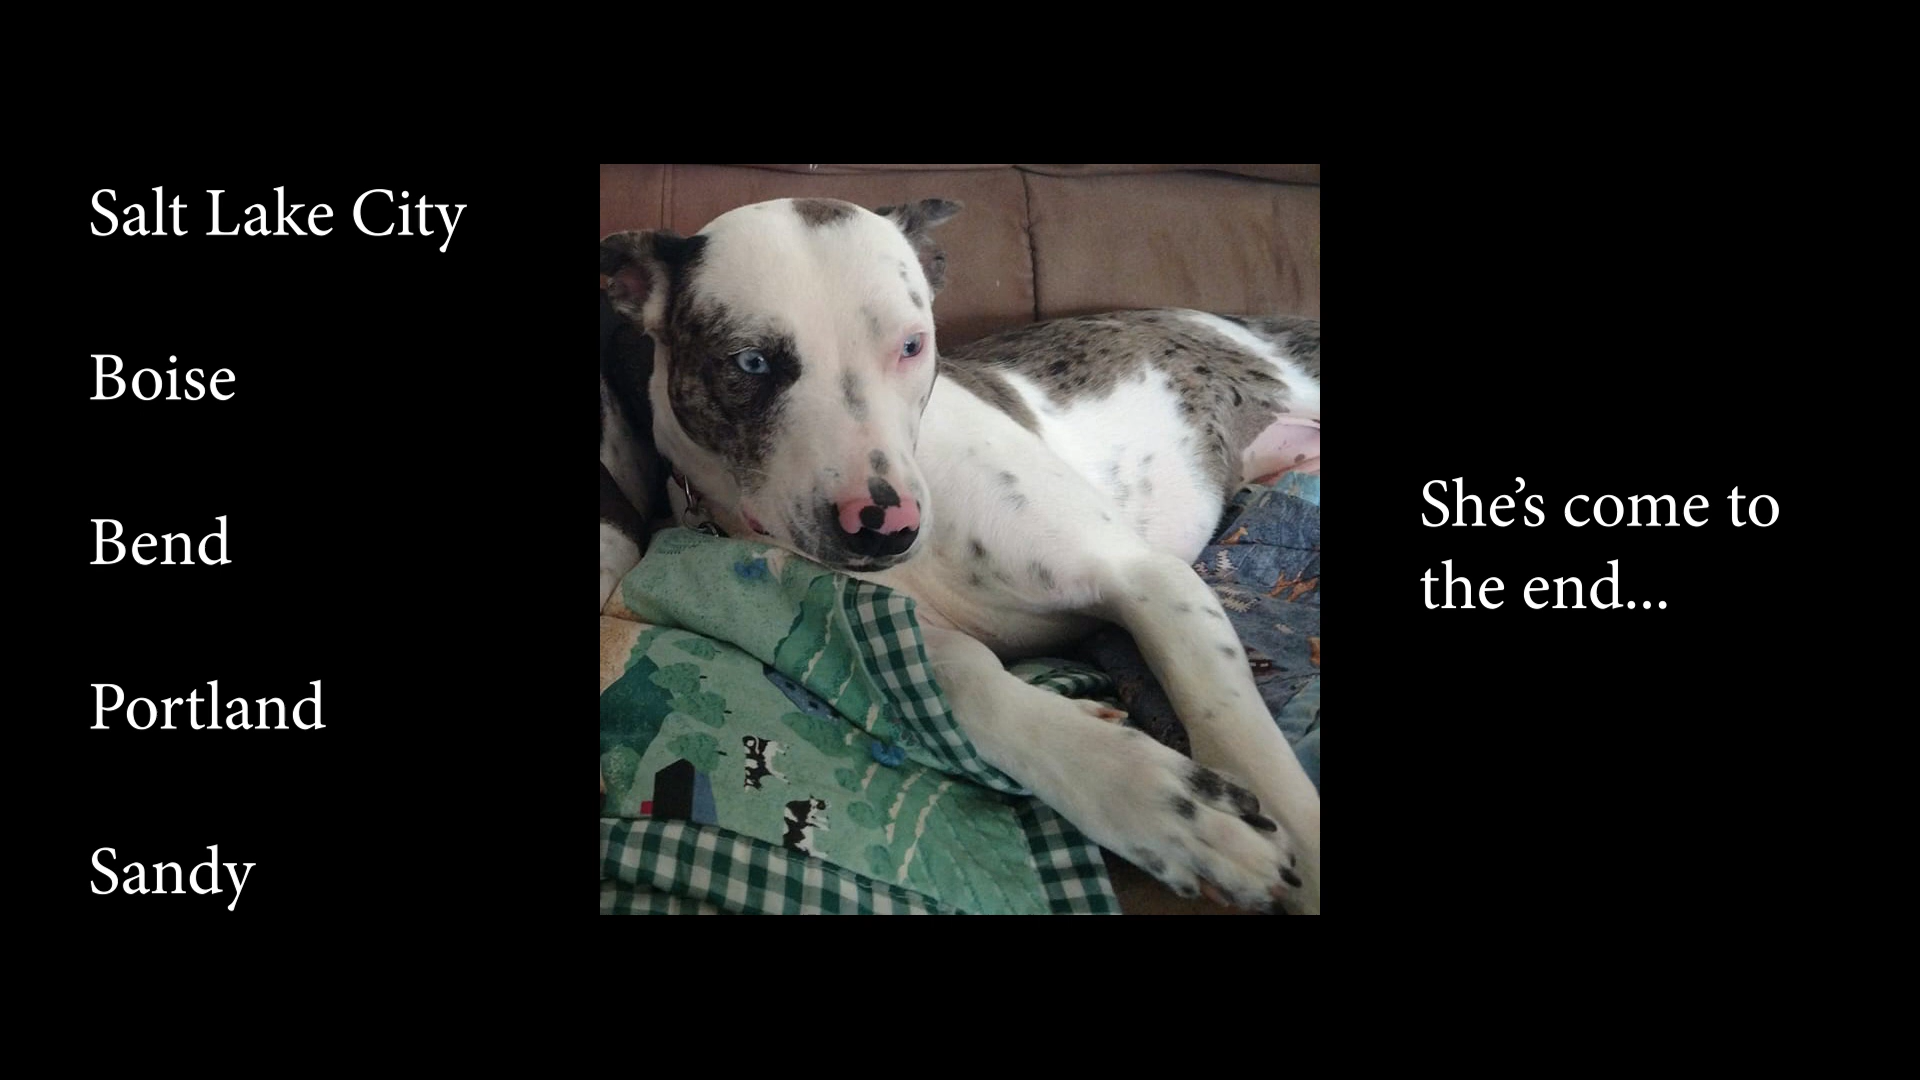 Salt Lake City
Boise
Bend
Portland
Sandy
She’s come to
the end...